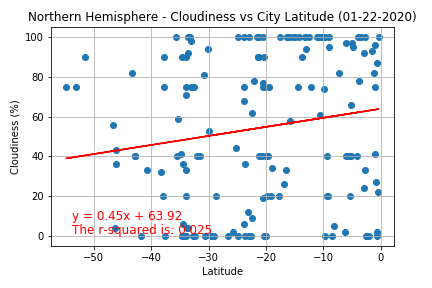 Northern Hemisphere - Cloudiness vs City Latitude (01-22-2020)
Cloudiness (%)
100
80
60
40
20
0
y = 0.45x + 63.92
The r-squared is: 0.025
−50
−40
−30
−20
−10
0
Latitude